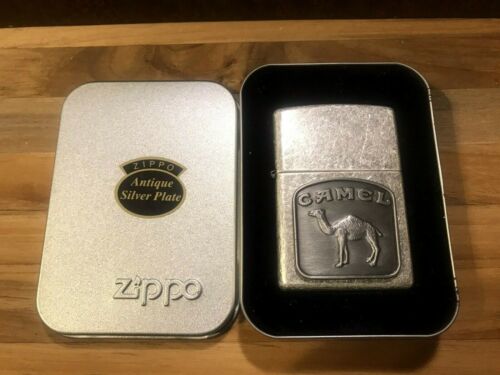 ZIPPO
Antique
Silver Plate
zippo
CAMEL